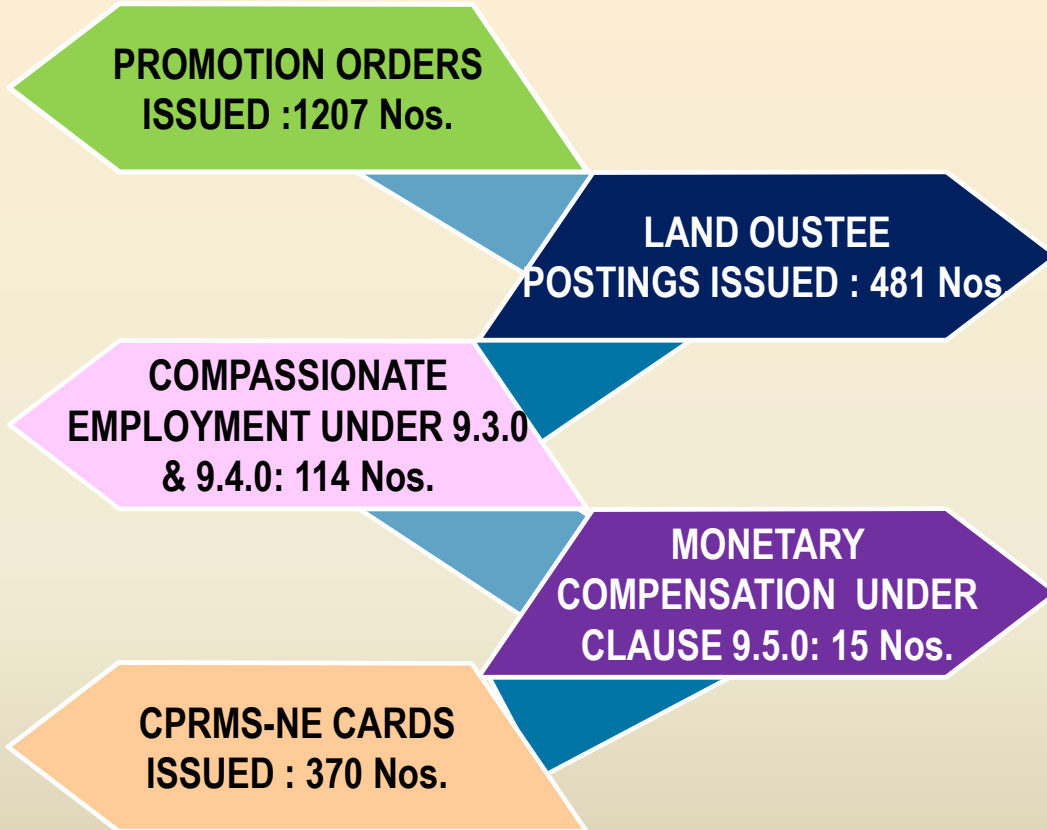 PROMOTION ORDERS
ISSUED :1207 Nos.
LAND OUSTEE
POSTINGS ISSUED : 481 Nos.
COMPASSIONATE
EMPLOYMENT UNDER 9.3.0
& 9.4.0: 114 Nos.
MONETARY
COMPENSATION UNDER
CLAUSE 9.5.0: 15 Nos.
CPRMS-NE CARDS
ISSUED : 370 Nos.